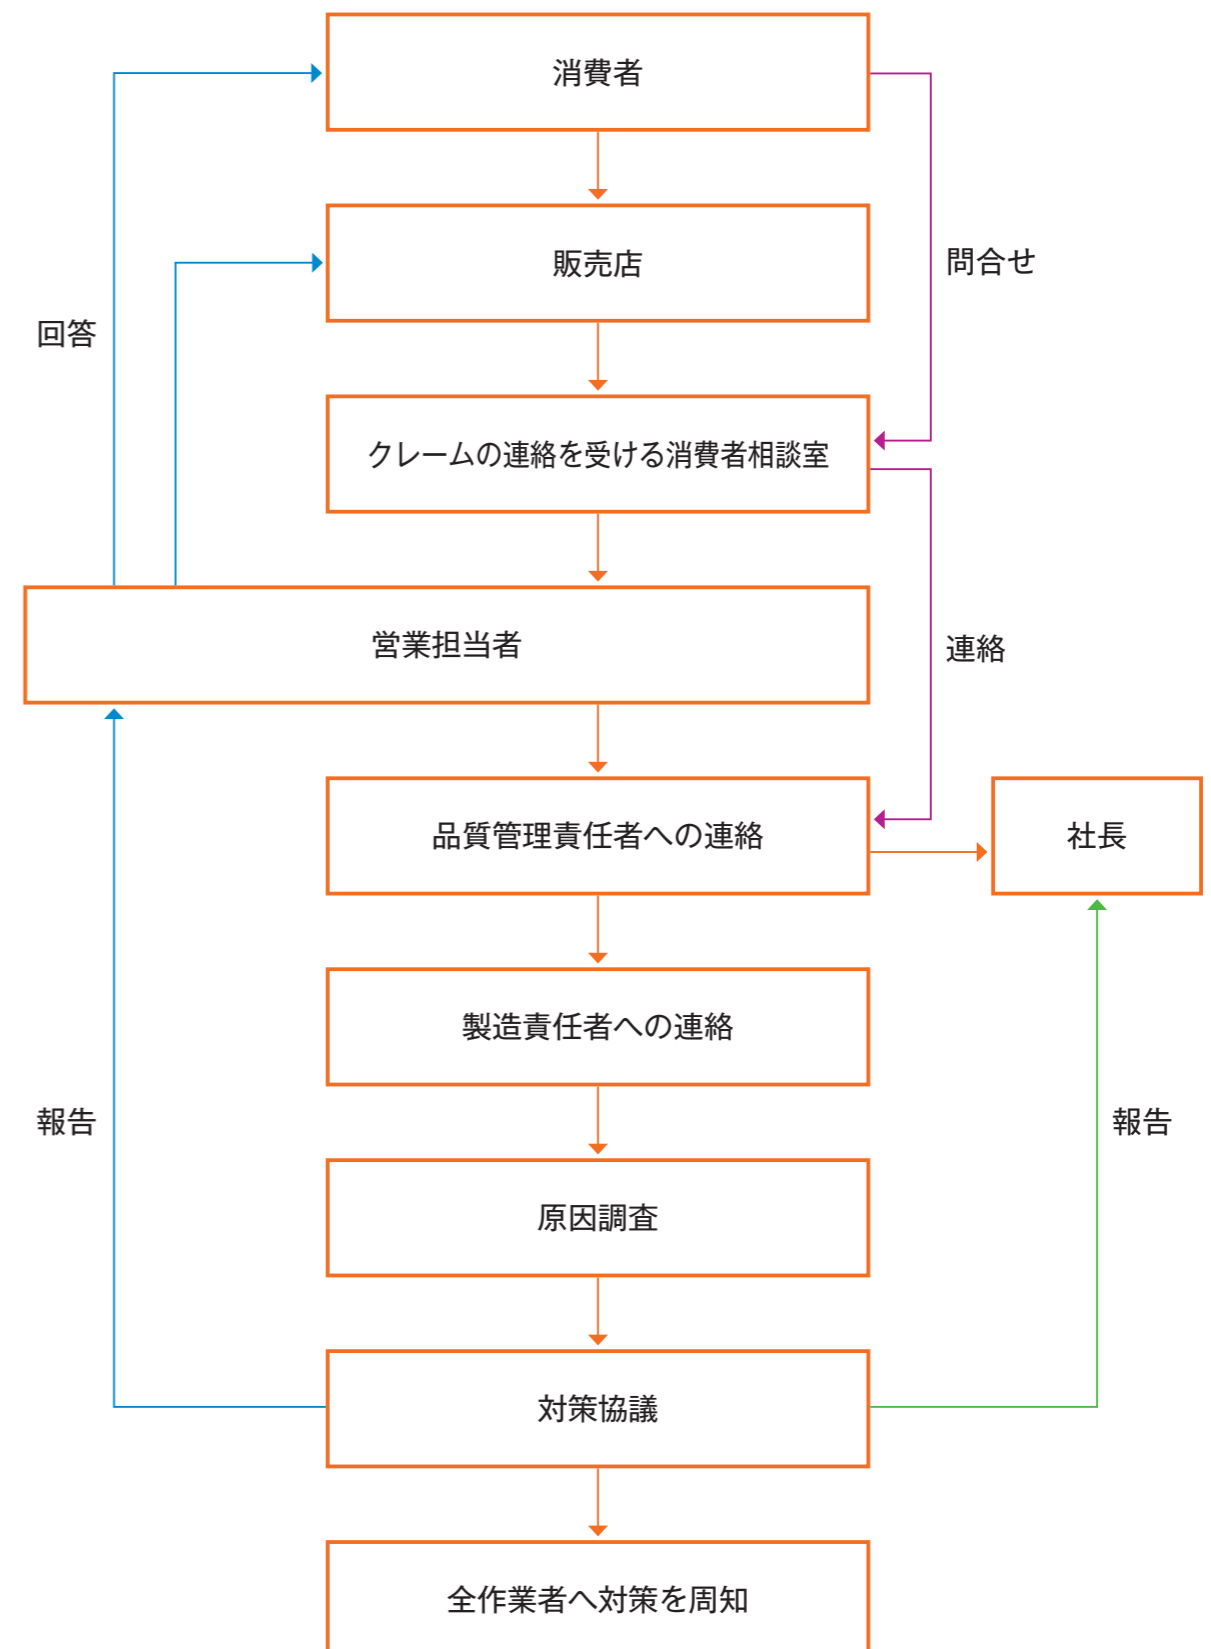 消費者
販売店
問合せ
回答
クレームの連絡を受ける消費者相談室
営業担当者
連絡
品質管理責任者への連絡
社長
製造責任者への連絡
報告
報告
原因調査
対策協議
全作業者へ対策を周知